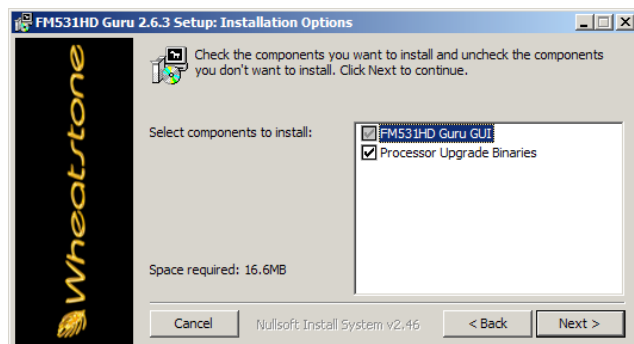 FM531HD Guru 2.6.3 Setup: Installation Options
Wheatstone
Check the components you want to install and uncheck the components
you don't want to install. Click Next to continue.
Select components to install:
FM531HD Guru GUI
Processor Upgrade Binaries
Space required: 16.6MB
Cancel
Nullsoft Install System v2.46
< Back
Next >